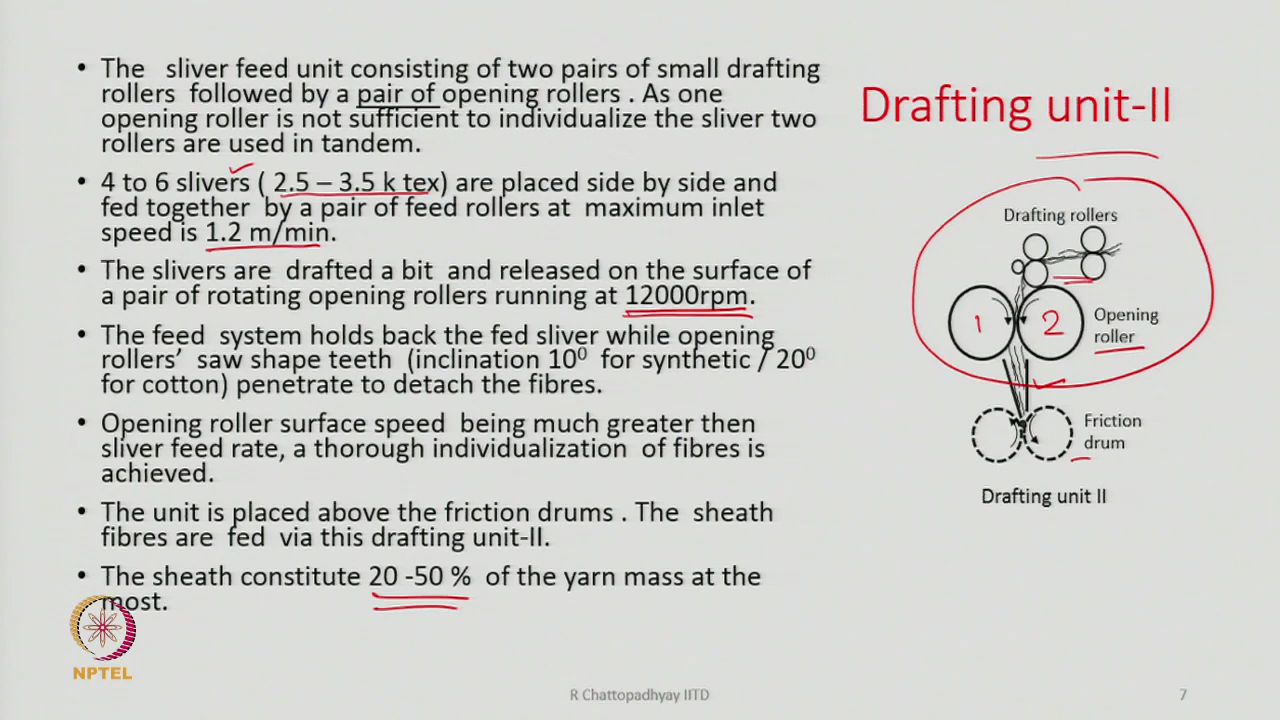 Drafting unit-II
• The sliver feed unit consisting of two pairs of small drafting
rollers followed by a pair of opening rollers . As one
opening roller is not sufficient to individualize the sliver two
rollers are used in tandem.
• 4 to 6 slivers ( 2.5 – 3.5 k tex) are placed side by side and
fed together by a pair of feed rollers at maximum inlet
speed is 1.2 m/min.
• The slivers are drafted a bit and released on the surface of
a pair of rotating opening rollers running at 12000rpm.
• The feed system holds back the fed sliver while opening
rollers’ saw shape teeth (inclination 10⁰ for synthetic / 20⁰
for cotton) penetrate to detach the fibres.
• Opening roller surface speed being much greater then
sliver feed rate, a thorough individualization of fibres is
achieved.
• The unit is placed above the friction drums . The sheath
fibres are fed via this drafting unit-II.
• The sheath constitute 20 -50 % of the yarn mass at the
most.
Drafting rollers
1 2
Opening
roller
Friction
drum
Drafting unit II
NPTEL
R Chattopadhyay IITD
7